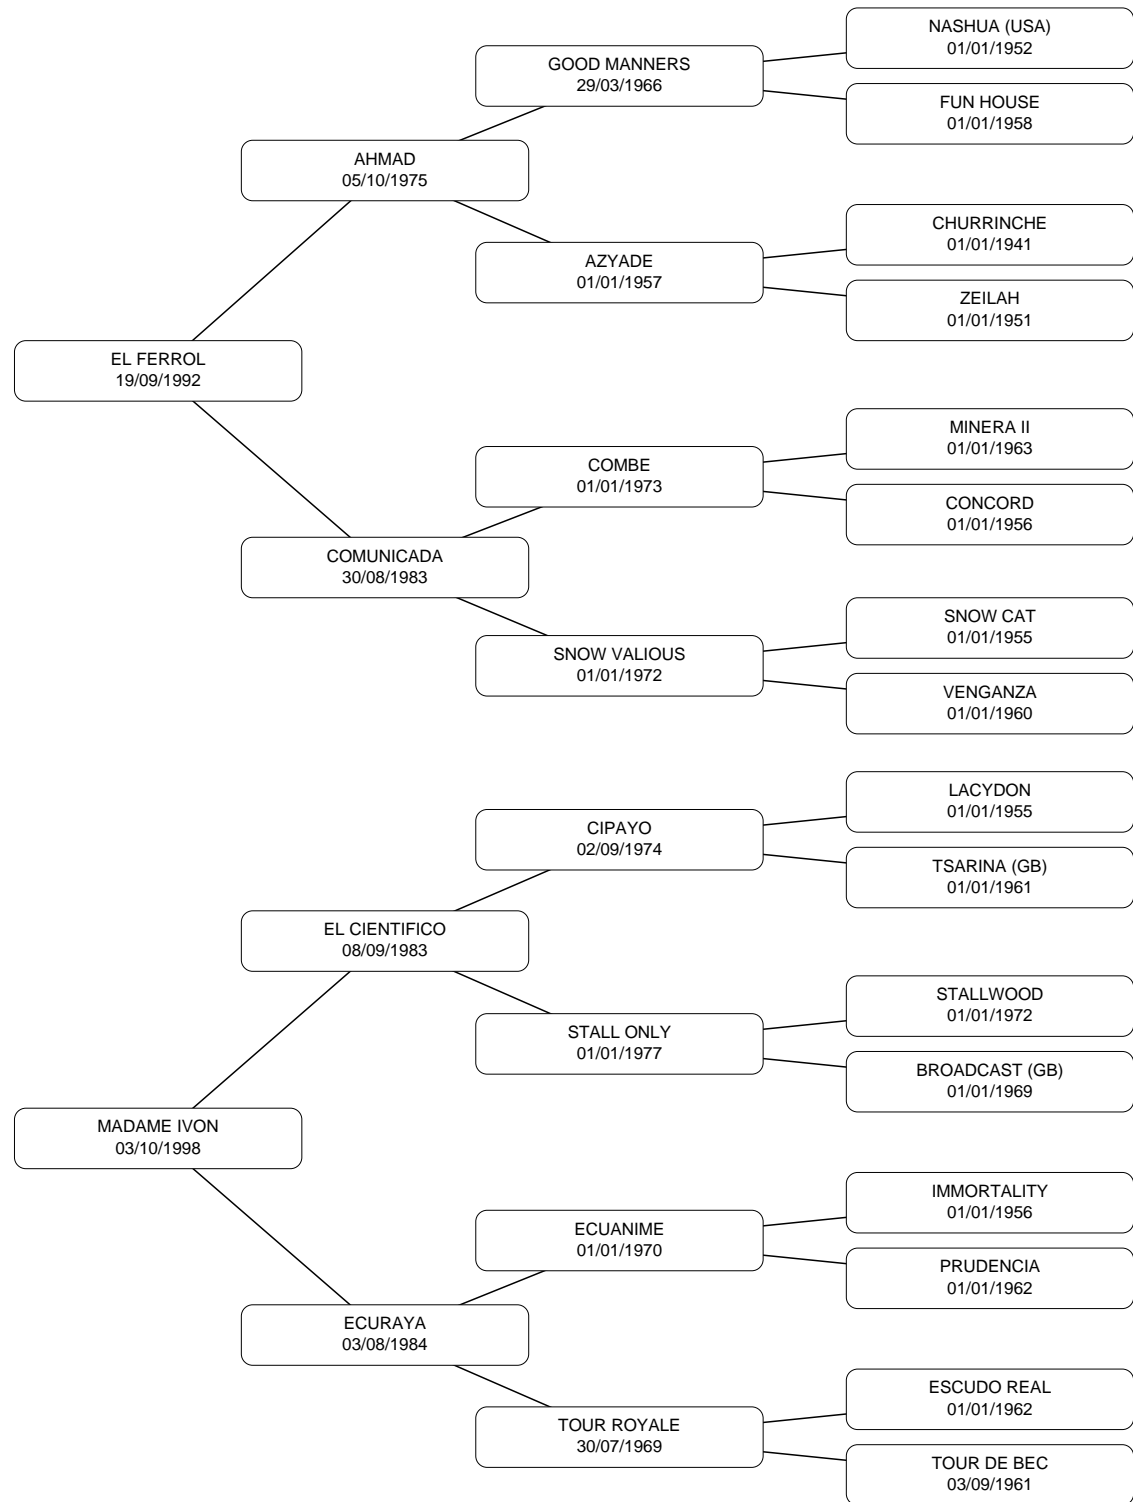 NASHUA (USA)
01/01/1952
GOOD MANNERS
29/03/1966
FUN HOUSE
01/01/1958
AHMAD
05/10/1975
CHURRINCHE
01/01/1941
AZYADE
01/01/1957
ZEILAH
01/01/1951
EL FERROL
19/09/1992
MINERA II
01/01/1963
COMBE
01/01/1973
CONCORD
01/01/1956
COMUNICADA
30/08/1983
SNOW CAT
01/01/1955
SNOW VALIOUS
01/01/1972
VENGANZA
01/01/1960
LACYDON
01/01/1955
CIPAYO
02/09/1974
TSARINA (GB)
01/01/1961
EL CIENTIFICO
08/09/1983
STALLWOOD
01/01/1972
STALL ONLY
01/01/1977
BROADCAST (GB)
01/01/1969
MADAME IVON
03/10/1998
IMMORTALITY
01/01/1956
ECUANIME
01/01/1970
PRUDENCIA
01/01/1962
ECURAYA
03/08/1984
ESCUDO REAL
01/01/1962
TOUR ROYALE
30/07/1969
TOUR DE BEC
03/09/1961